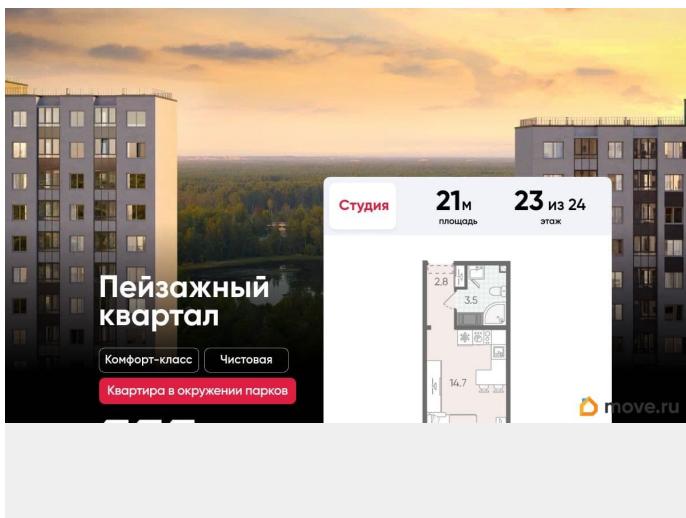 Студия
21м
площадь
23 из 24
этаж
2.8
3.5
14.7
Пейзажный
квартал
Комфорт-класс
Чистовая
Квартира в окружении парков
move.ru